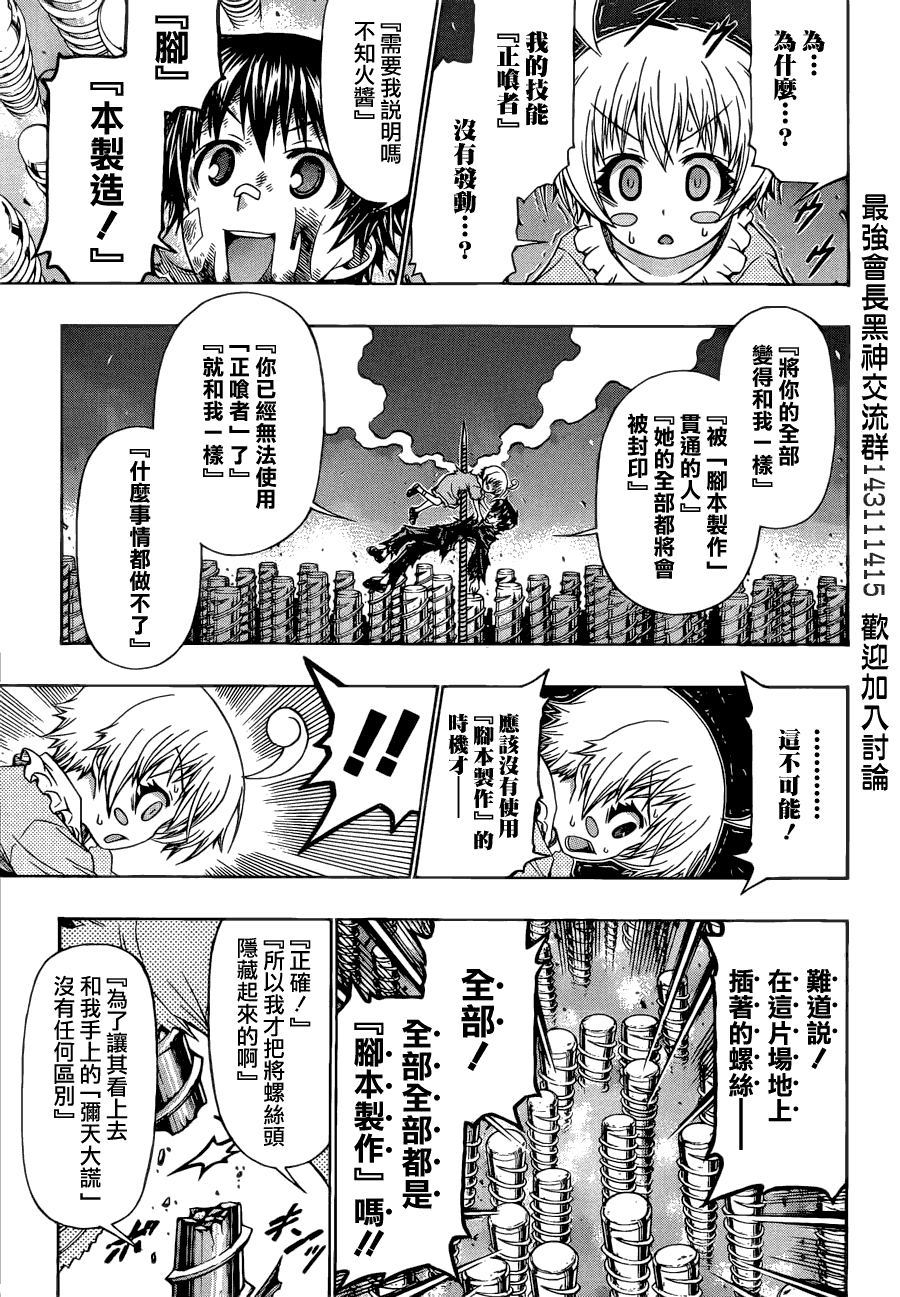 為…
為什麼…?
我的技能
『正喰者』
沒有發動…?
『需要我説明嗎
不知火醬』
『腳』
『本製造!』
『將你的全部
變得和我一樣』
『被「腳本製作」
貫通的人』
『她的全部都將會
被封印』
『你已經無法使用
「正喰者」了』
『就和我一樣』
『什麼事情都做不了』
………
這不可能!
應該沒有使用
『腳本製作』的
時機才—
!!
難道説!
在這片場地上
插著的螺絲—
全部!
全部全部都是
『腳本製作』嗎!!
『正確!』
『所以我才把將螺絲頭
隱藏起來的啊』
『為了讓其看上去
和我手上的「彌天大謊」
沒有任何區別』
最強會長黑神交流群143111415 歡迎加入討論